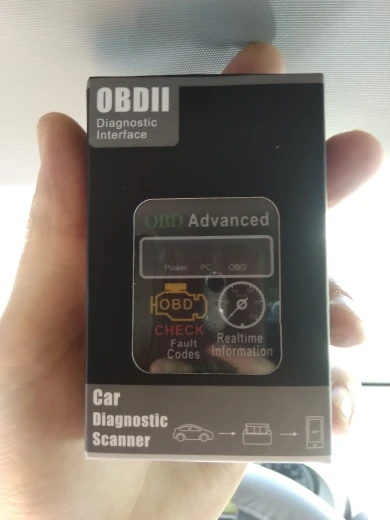 OBDII
Diagnostic
Interface
OBD Advanced
Power PC OBD
OBD
CHECK
Fault
Codes
Realtime
Information
Car
Diagnostic
Scanner